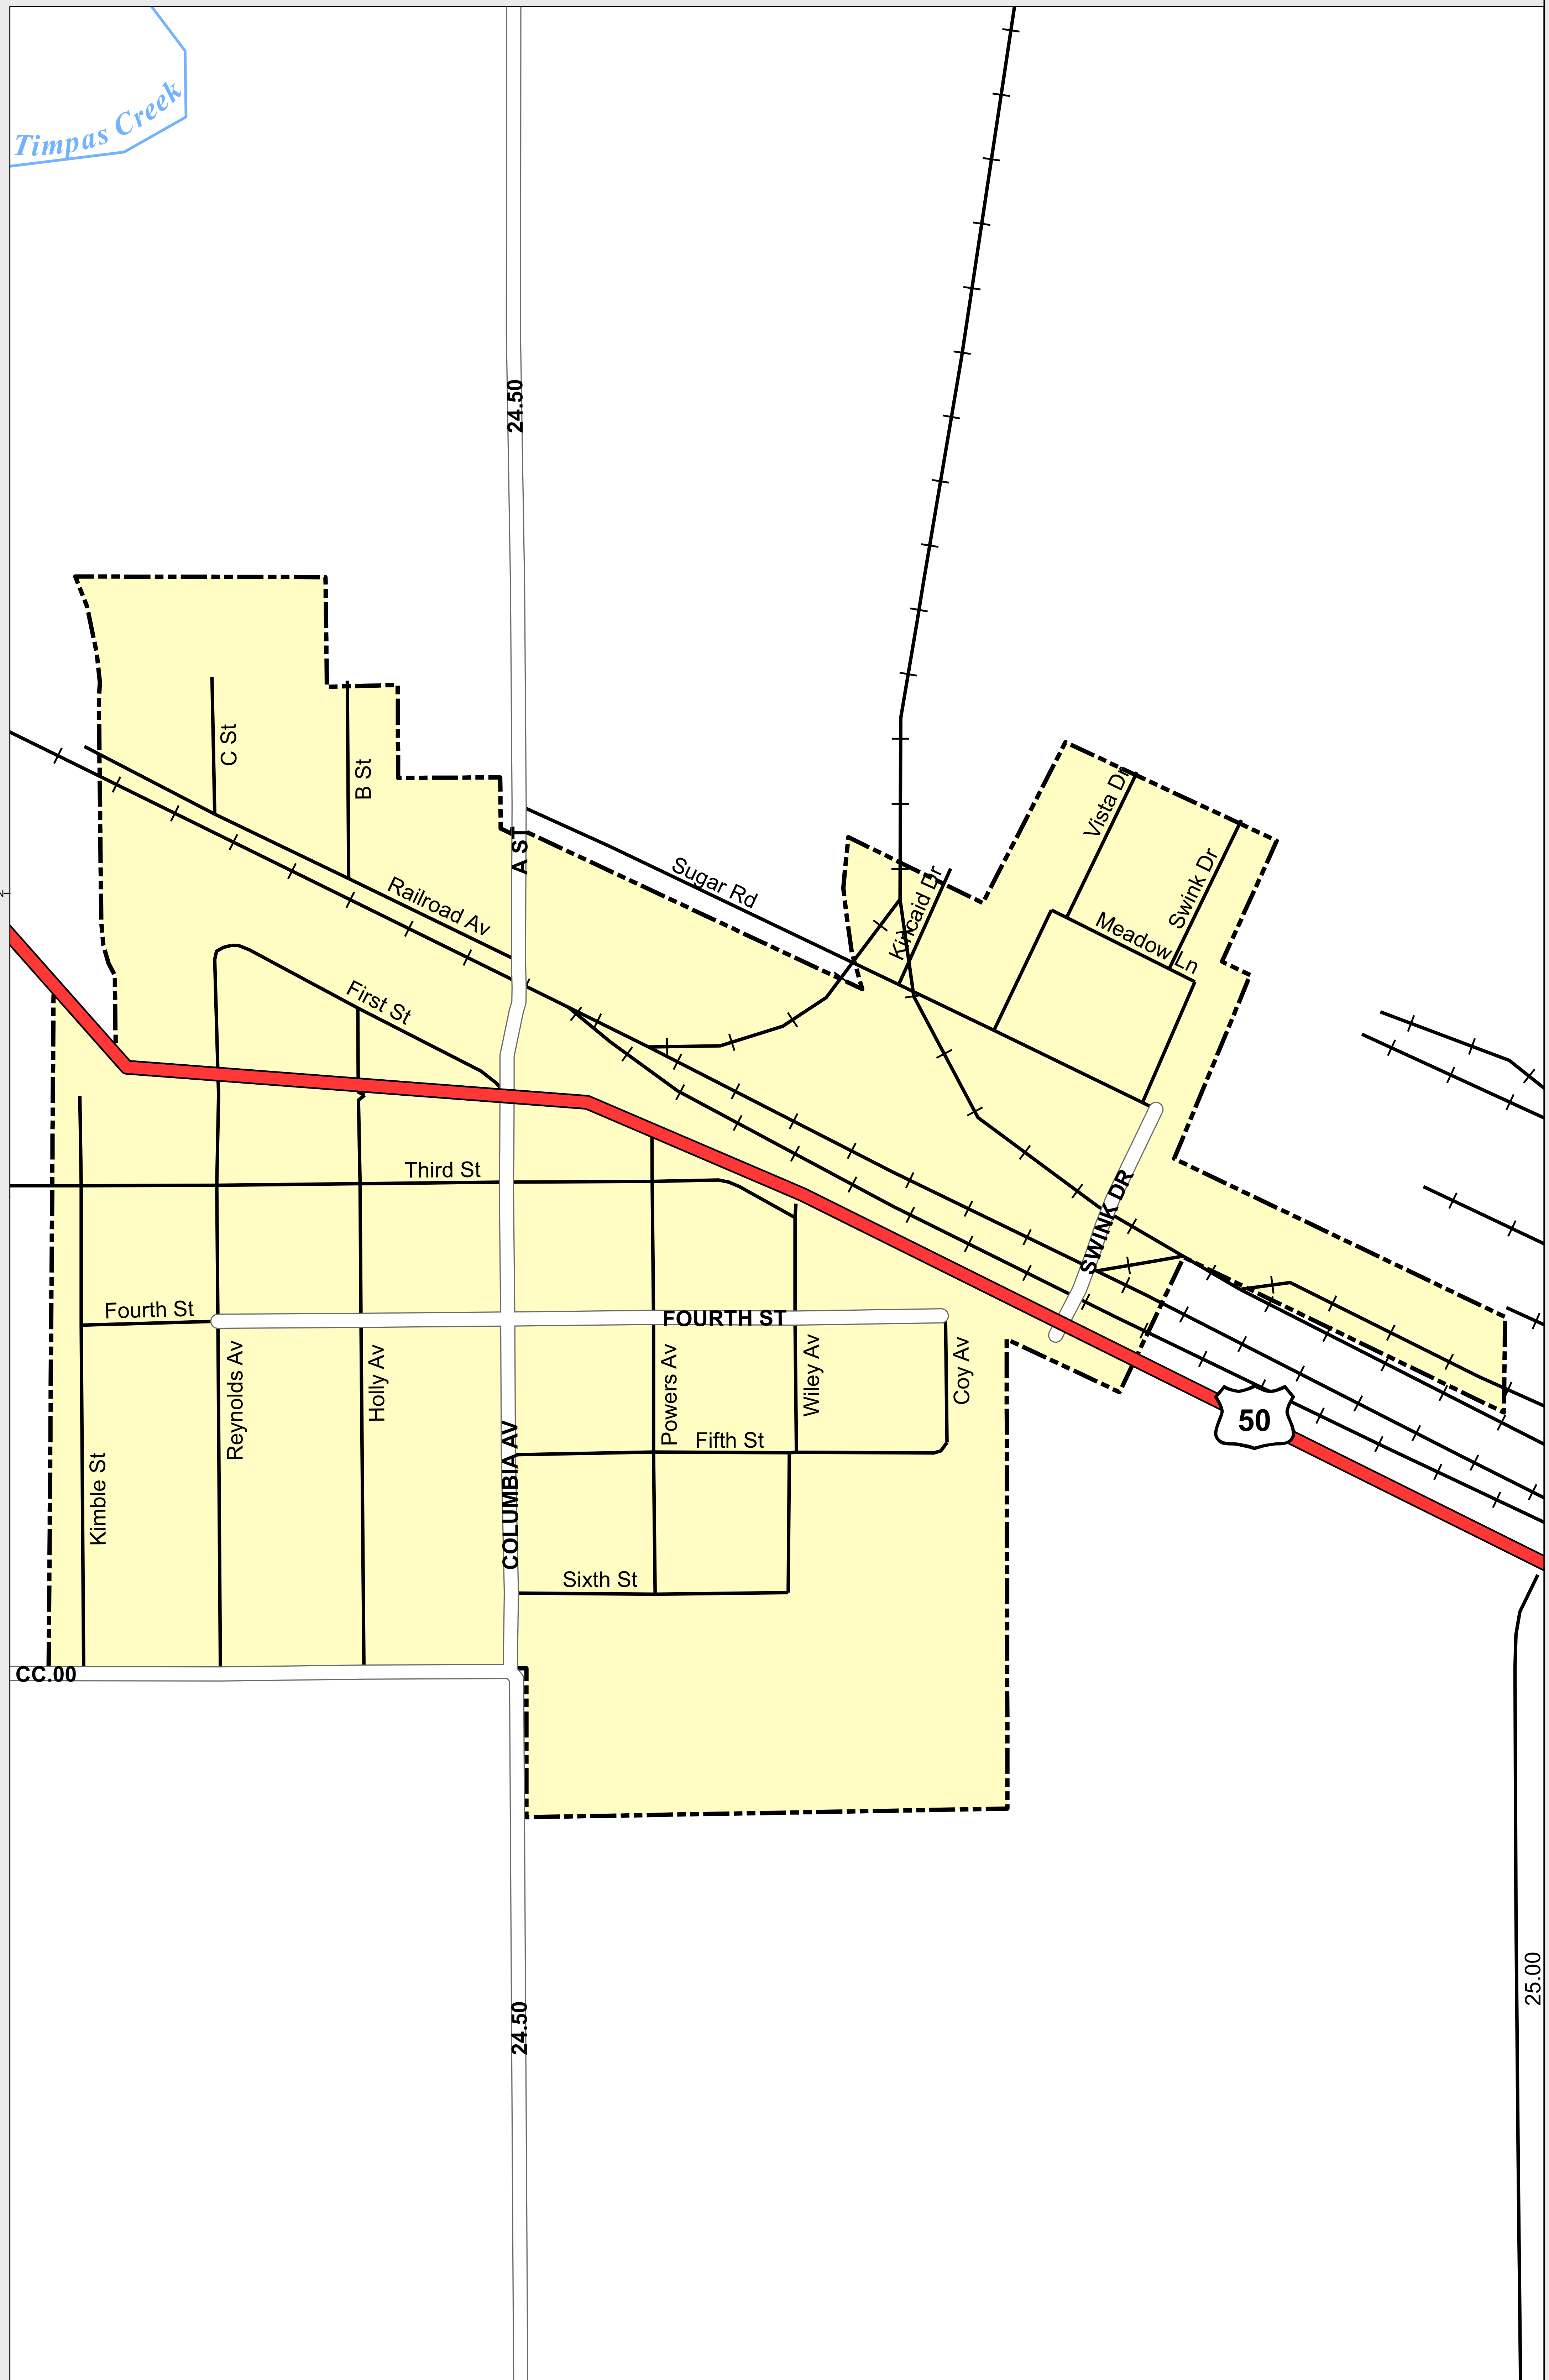 Timpas Creek
24.50
C St
B St
A ST
Vista Dr
Swink Dr
Sugar Rd
Kincaid Dr
Railroad Av
Meadow Ln
First St
Third St
SWINK DR
Fourth St
FOURTH ST
Reynolds Av
Holly Av
Powers Av
Wiley Av
Coy Av
50
Fifth St
Kimble St
COLUMBIA AV
Sixth St
CC.00
25.00
24.50